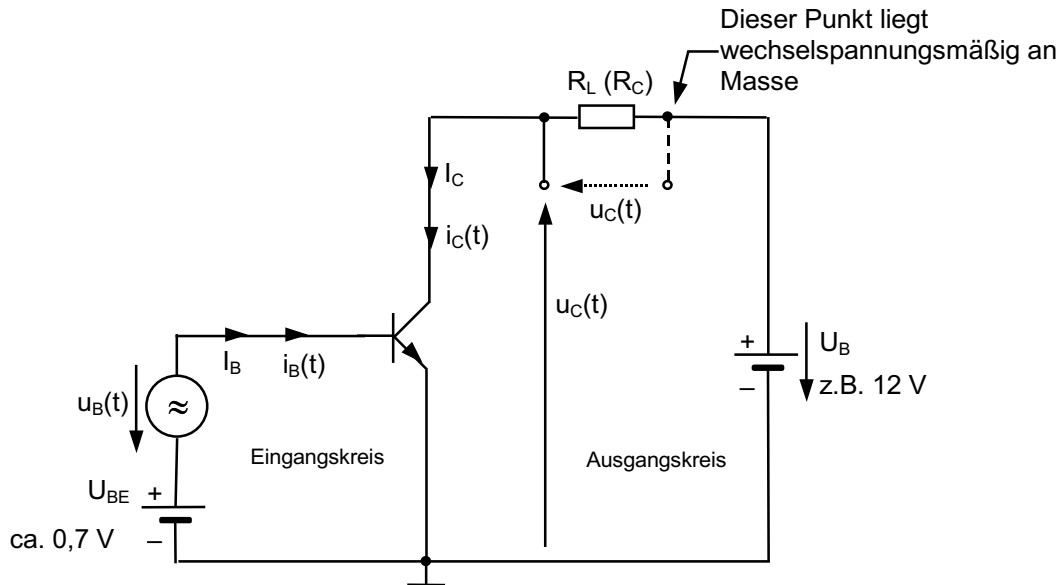 Dieser Punkt liegt
wechselspannungsmäßig an
Masse
R_L (R_C)
I_C
u_C(t)
i_C(t)
u_C(t)
I_B
i_B(t)
u_B(t)
≈
+
–
U_B
z.B. 12 V
Eingangskreis
Ausgangskreis
U_BE
+
–
ca. 0,7 V